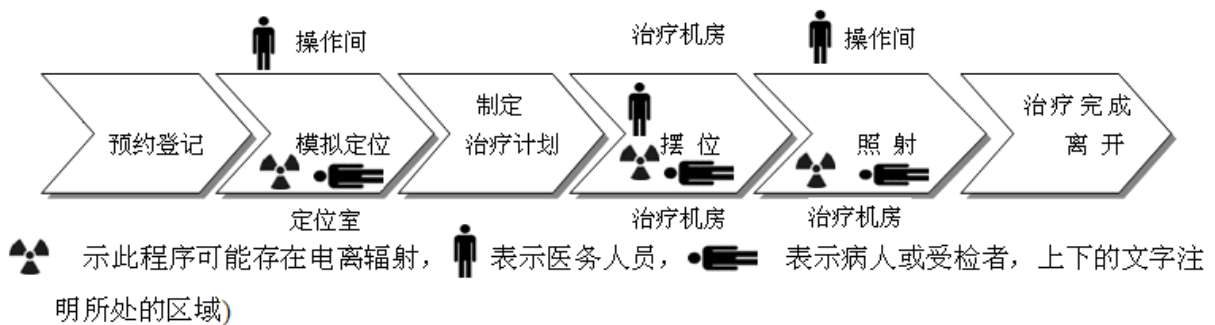 操作间 治疗机房 操作间
预约登记
模拟定位
制定
治疗计划
摆 位
照 射
治疗完成
离 开
定位室 治疗机房 治疗机房
示此程序可能存在电离辐射， 表示医务人员， 表示病人或受检者，上下的文字注
明所处的区域)